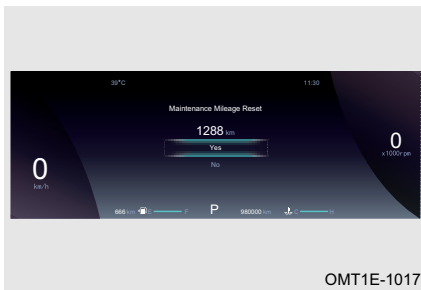 39°C 11:30
Maintenance Mileage Reset
1288 km
Yes
No
0
km/h
0
x1000rpm
666 km E F P 980000 km C H
OMT1E-1017